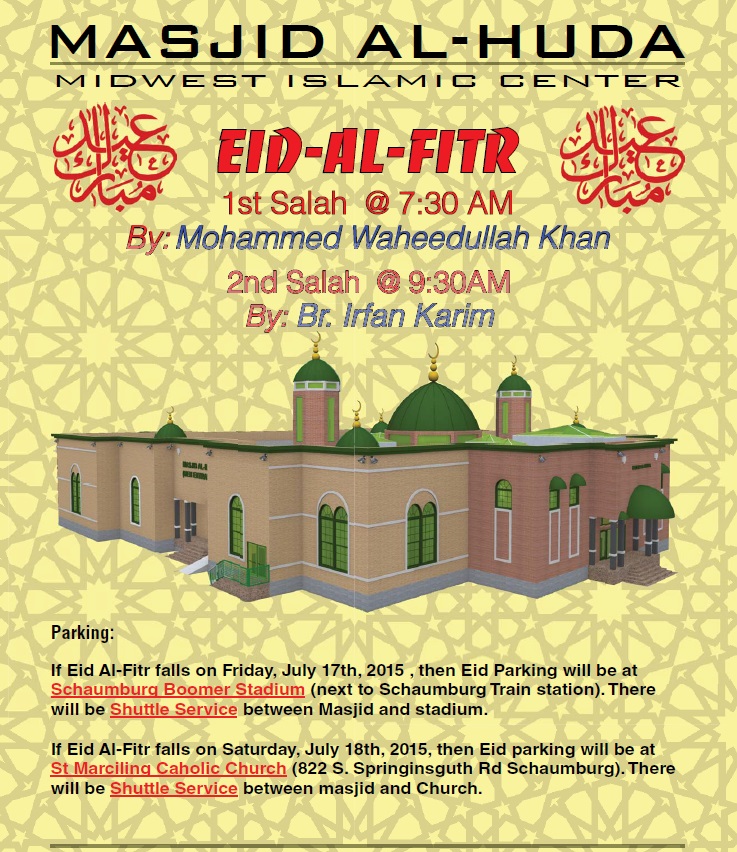 MASJID AL-HUDA
MIDWEST ISLAMIC CENTER
عيد مبارك
عيد مبارك
EID-AL-FITR
1st Salah @ 7:30 AM
By: Mohammed Waheedullah Khan
2nd Salah @ 9:30AM
By: Br. Irfan Karim
MASJID AL-H
Parking:
If Eid Al-Fitr falls on Friday, July 17th, 2015 , then Eid Parking will be at
Schaumburg Boomer Stadium (next to Schaumburg Train station). There
will be Shuttle Service between Masjid and stadium.
If Eid Al-Fitr falls on Saturday, July 18th, 2015, then Eid parking will be at
St Marciling Caholic Church (822 S. Springinsguth Rd Schaumburg). There
will be Shuttle Service between masjid and Church.